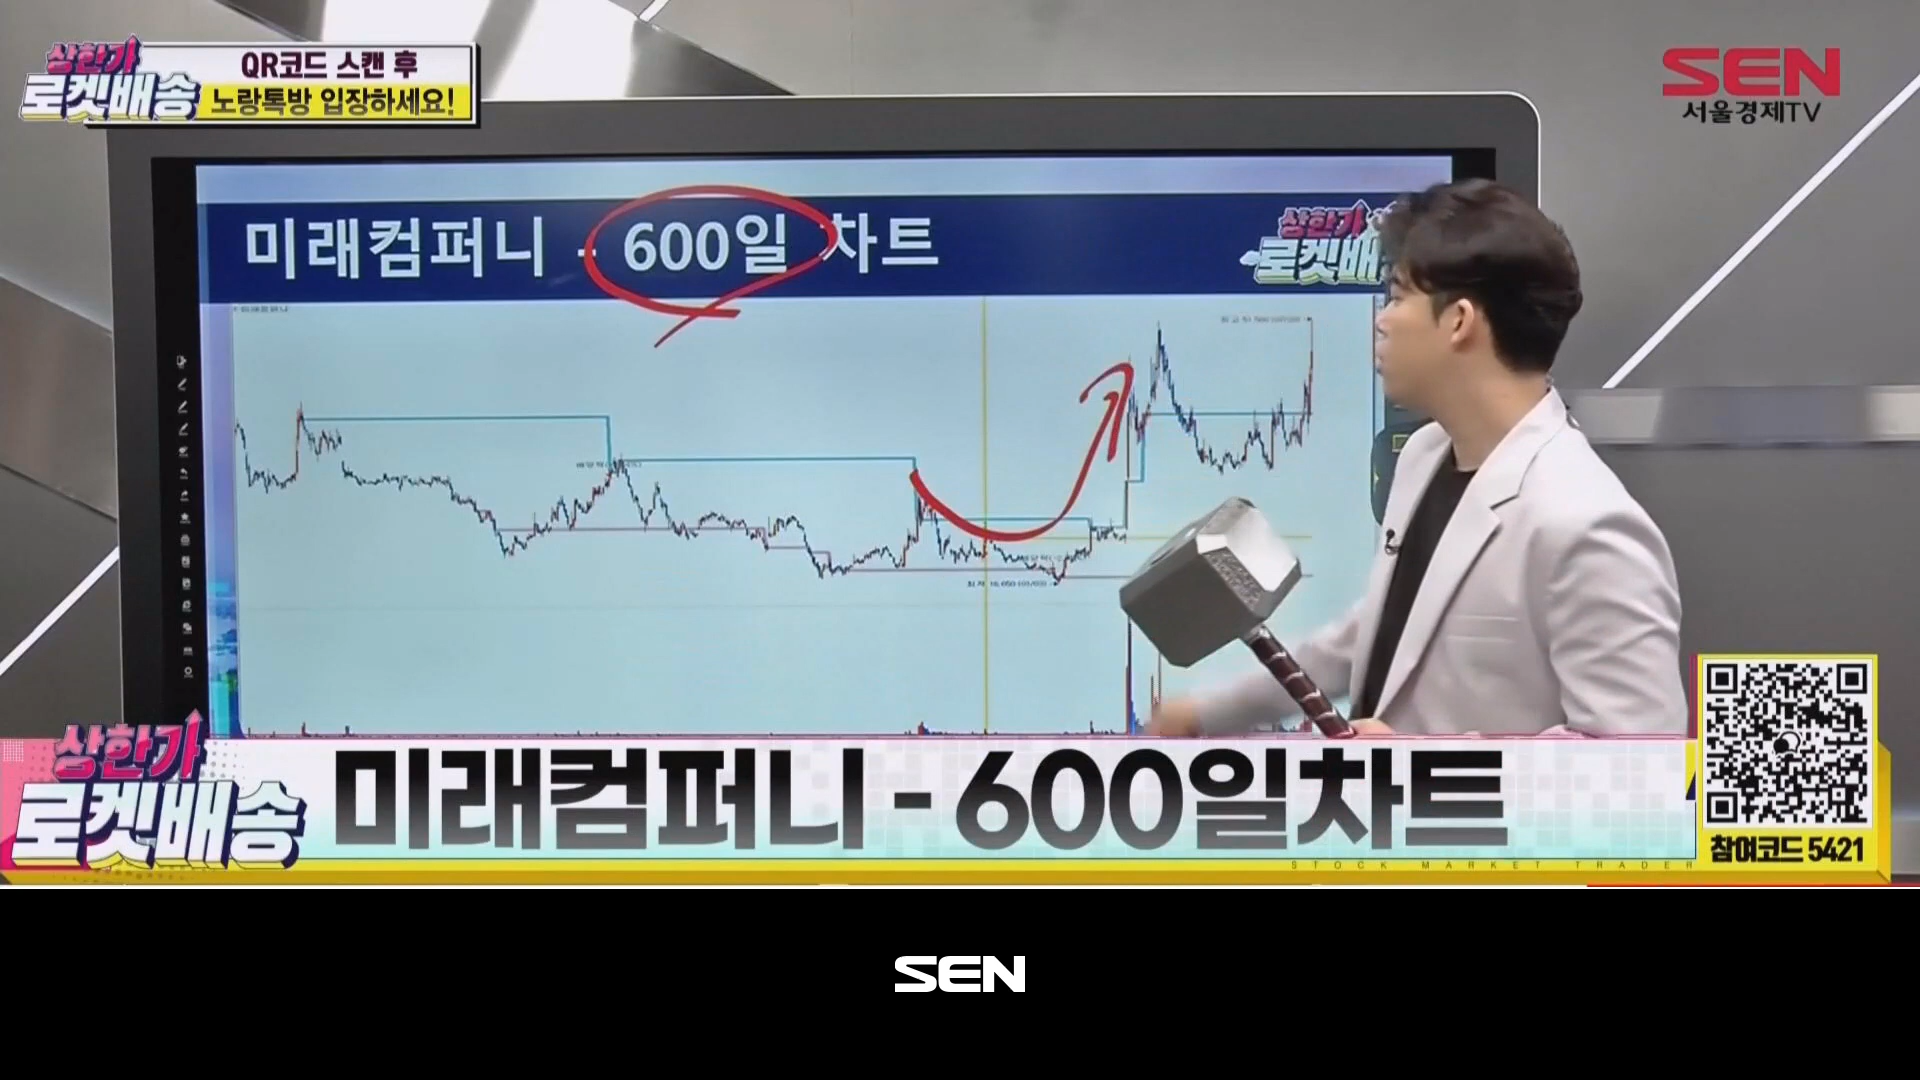 상한가
로켓배송
QR코드 스캔 후
노랑톡방 입장하세요!
SEN
서울경제TV
미래컴퍼니 - 600일 차트
상한가
로켓배
상한가
로켓배송
미래컴퍼니 - 600일차트
STOCK MARKET TRADER
참여코드 5421
SEN